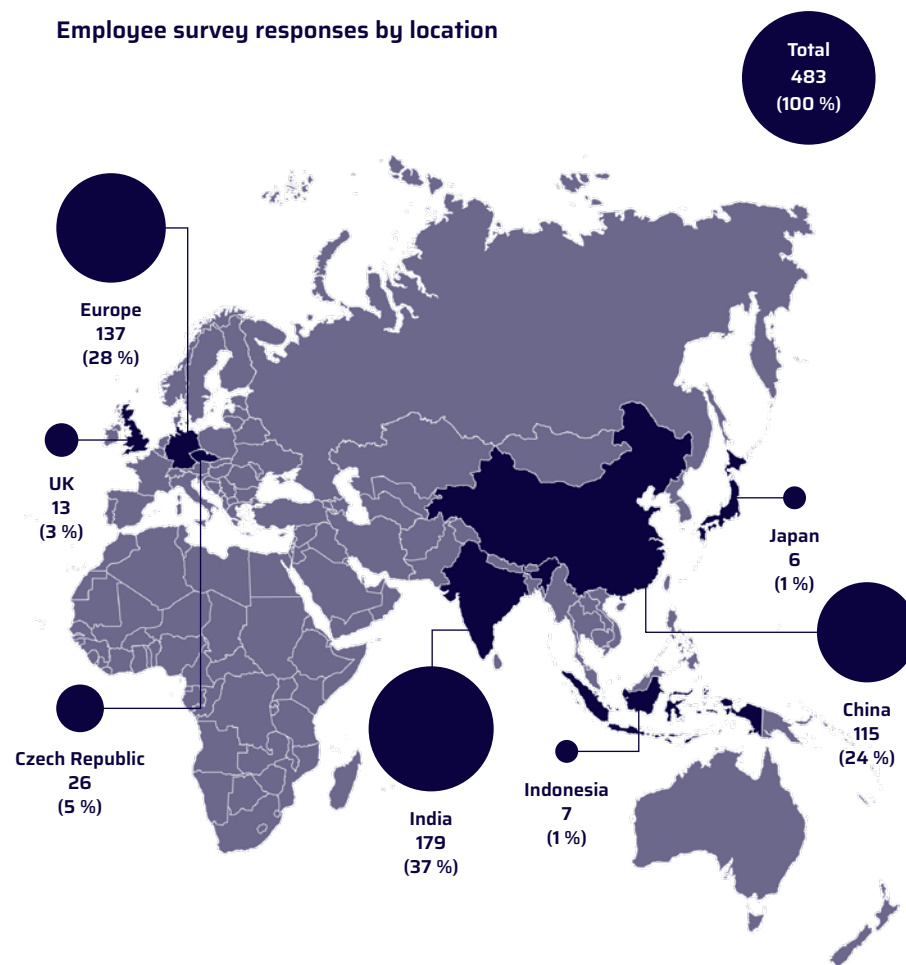 Employee survey responses by location
Total
483
(100 %)
Europe
137
(28 %)
UK
13
(3 %)
Japan
6
(1 %)
China
115
(24 %)
Czech Republic
26
(5 %)
Indonesia
7
(1 %)
India
179
(37 %)